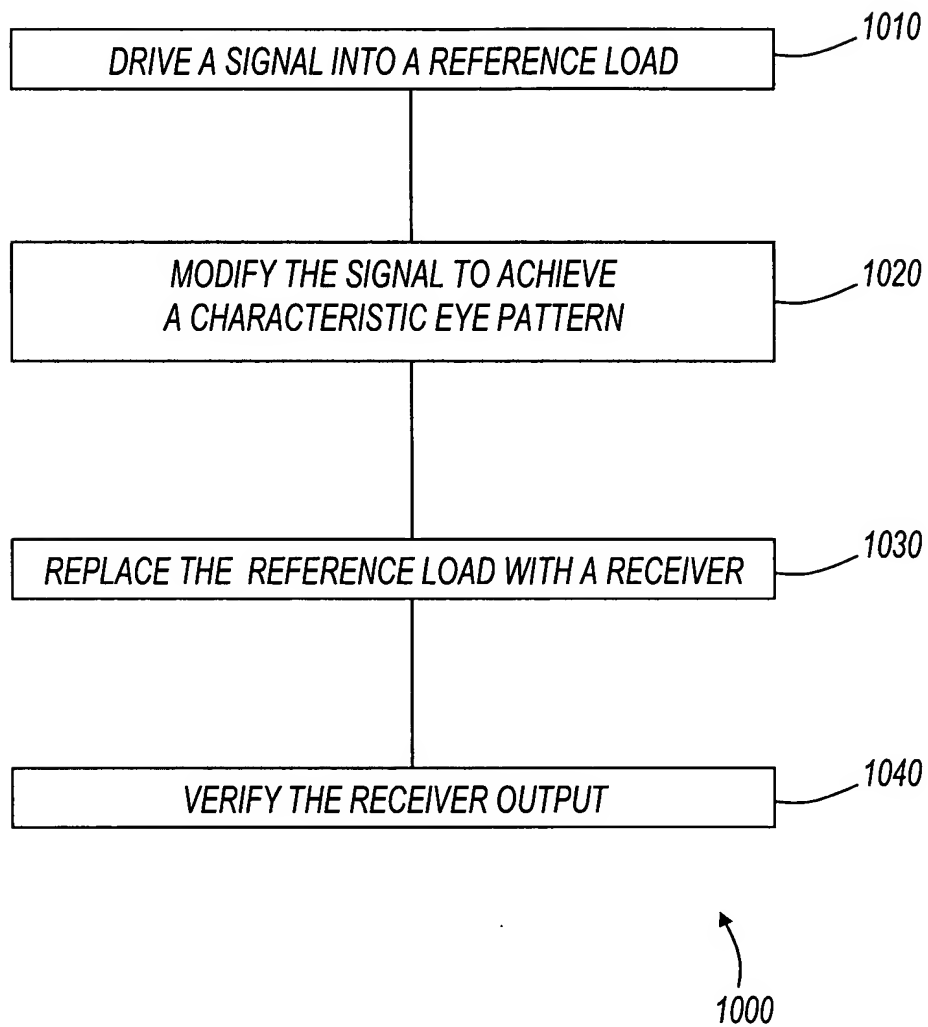 1010
DRIVE A SIGNAL INTO A REFERENCE LOAD
1020
MODIFY THE SIGNAL TO ACHIEVE
A CHARACTERISTIC EYE PATTERN
1030
REPLACE THE REFERENCE LOAD WITH A RECEIVER
1040
VERIFY THE RECEIVER OUTPUT
1000